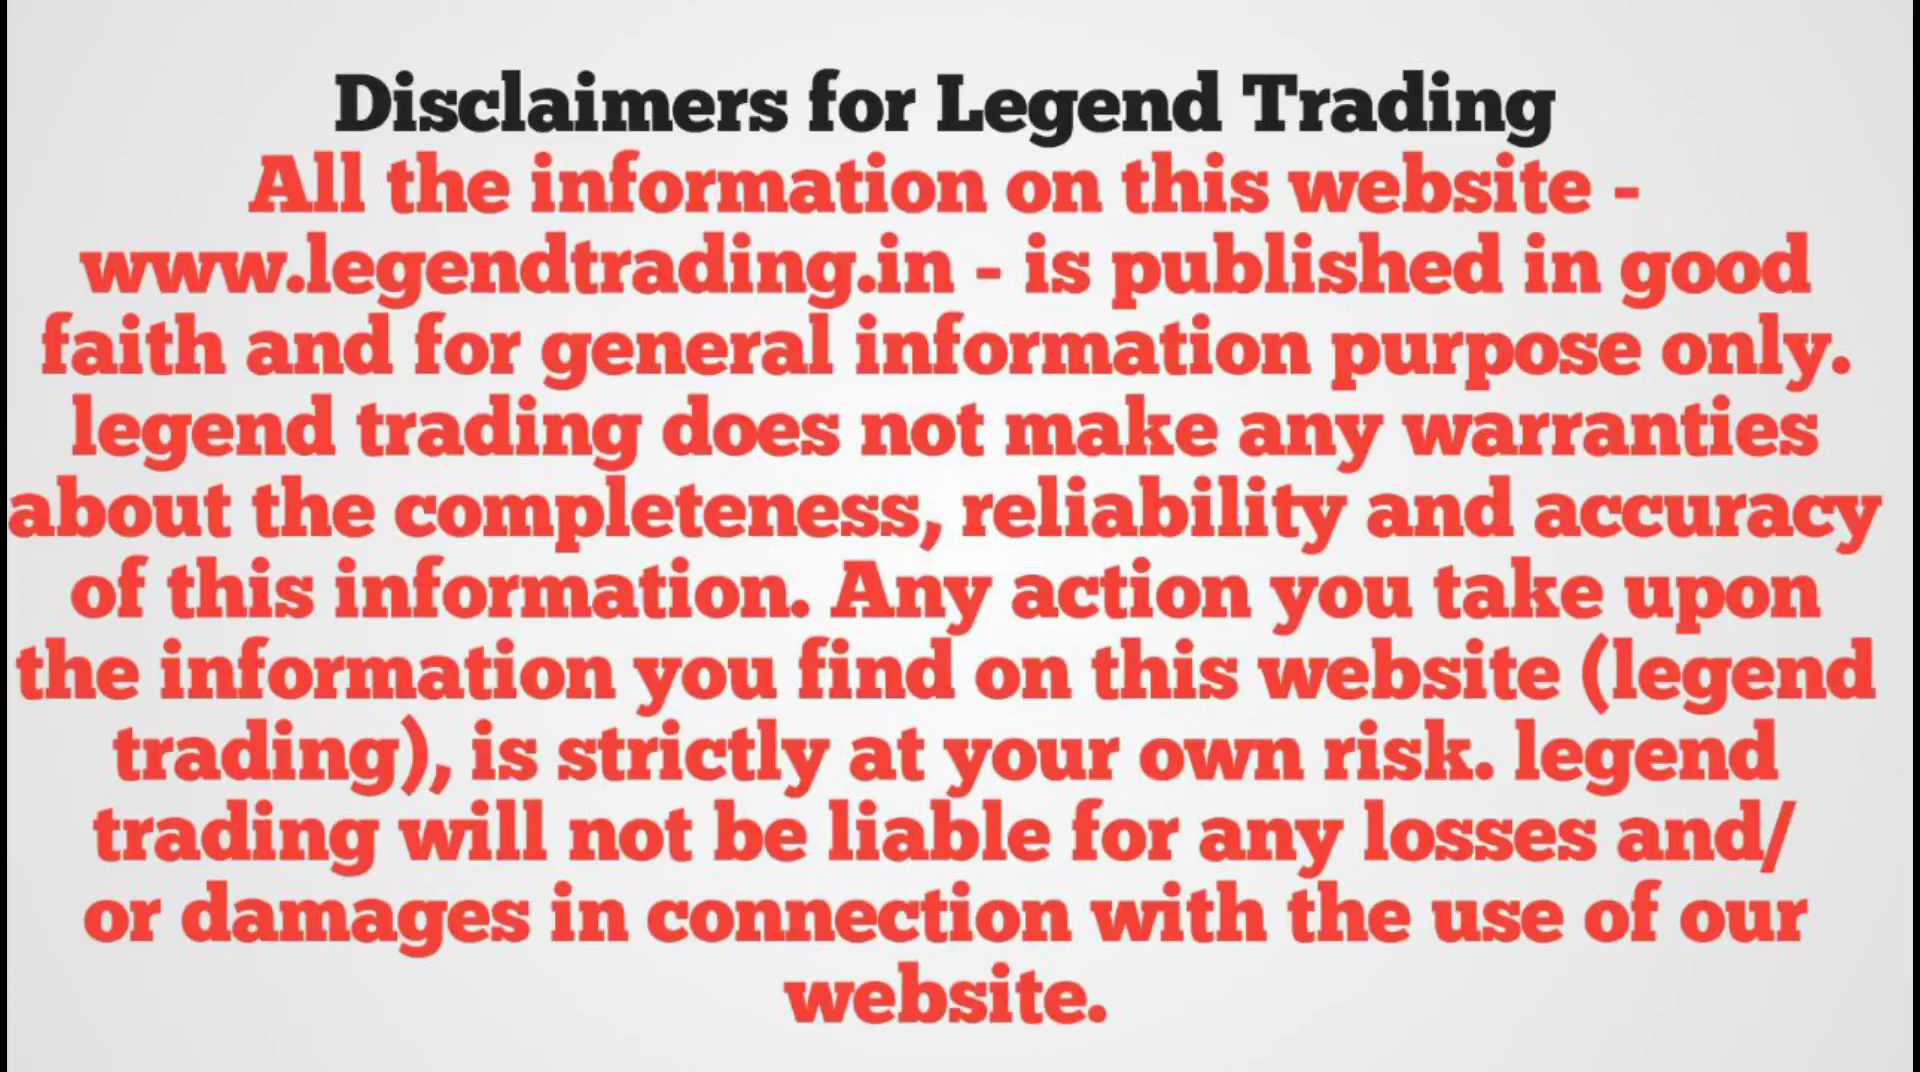 Disclaimers for Legend Trading
All the information on this website -
www.legendtrading.in - is published in good
faith and for general information purpose only.
legend trading does not make any warranties
about the completeness, reliability and accuracy
of this information. Any action you take upon
the information you find on this website (legend
trading), is strictly at your own risk. legend
trading will not be liable for any losses and/
or damages in connection with the use of our
website.